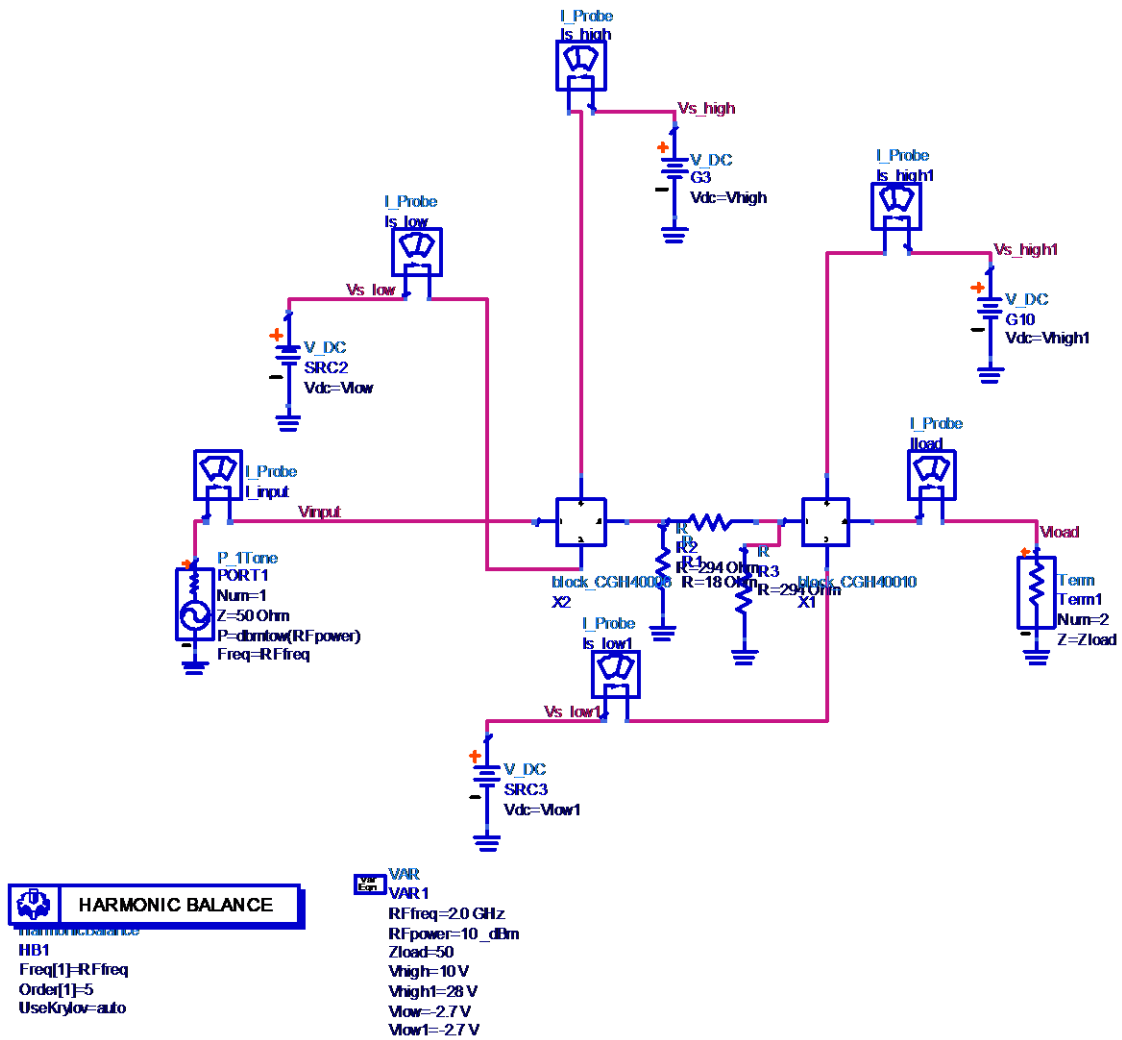 I_Probe
Is_high
Vs_high
V_DC
G3
Vdc=Vhigh
I_Probe
Is_high1
Vs_high1
V_DC
G10
Vdc=Vhigh1
I_Probe
Is_low
Vs_low
V_DC
SRC2
Vdc=Vlow
I_Probe
I_input
Vinput
P_1Tone
PORT1
Num=1
Z=50 Ohm
P=dbmtow(RFpower)
Freq=RFfreq
block_CGH40006
X2
R
R2
R=294 Ohm
R
R1
R=18 Ohm
R
R3
R=294 Ohm
block_CGH40010
X1
I_Probe
Iload
Vload
Term
Term1
Num=2
Z=Zload
I_Probe
Is_low1
Vs_low1
V_DC
SRC3
Vdc=Vlow1
HARMONIC BALANCE
HarmonicBalance
HB1
Freq[1]=RFfreq
Order[1]=5
UseKrylov=auto
Var
Eqn
VAR
VAR1
RFfreq=2.0 GHz
RFpower=10 _dBm
Zload=50
Vhigh=10 V
Vhigh1=28 V
Vlow=-2.7 V
Vlow1=-2.7 V